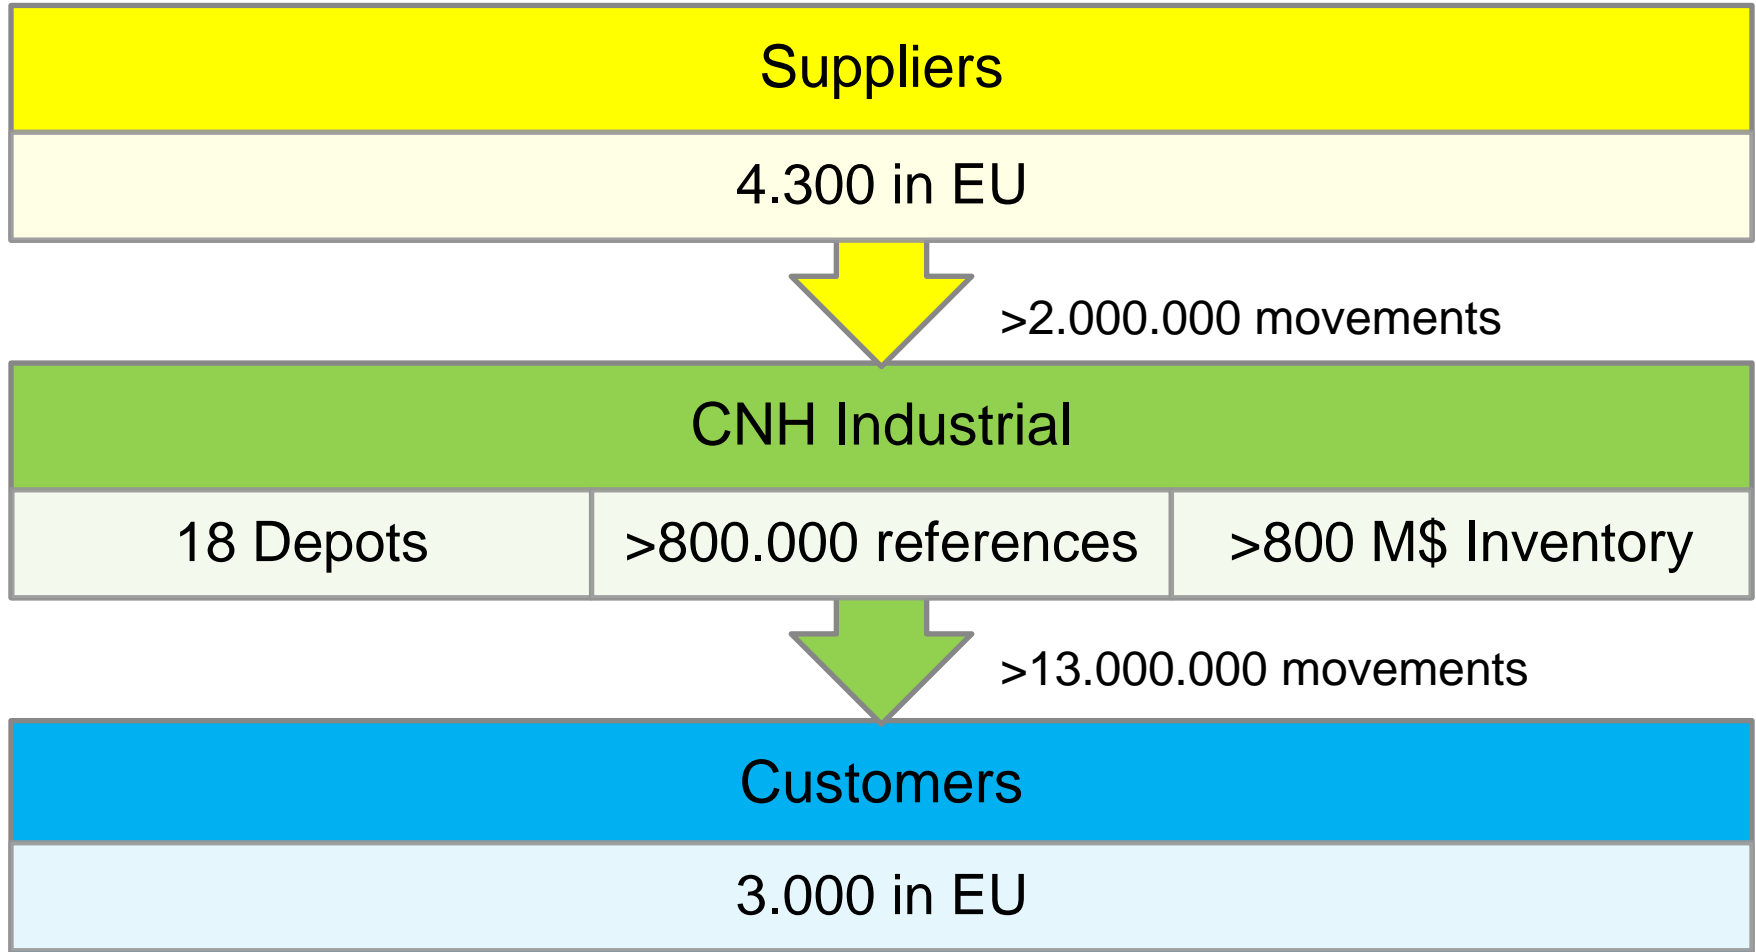 Suppliers
4.300 in EU
>2.000.000 movements
CNH Industrial
18 Depots
>800.000 references
>800 M$ Inventory
>13.000.000 movements
Customers
3.000 in EU